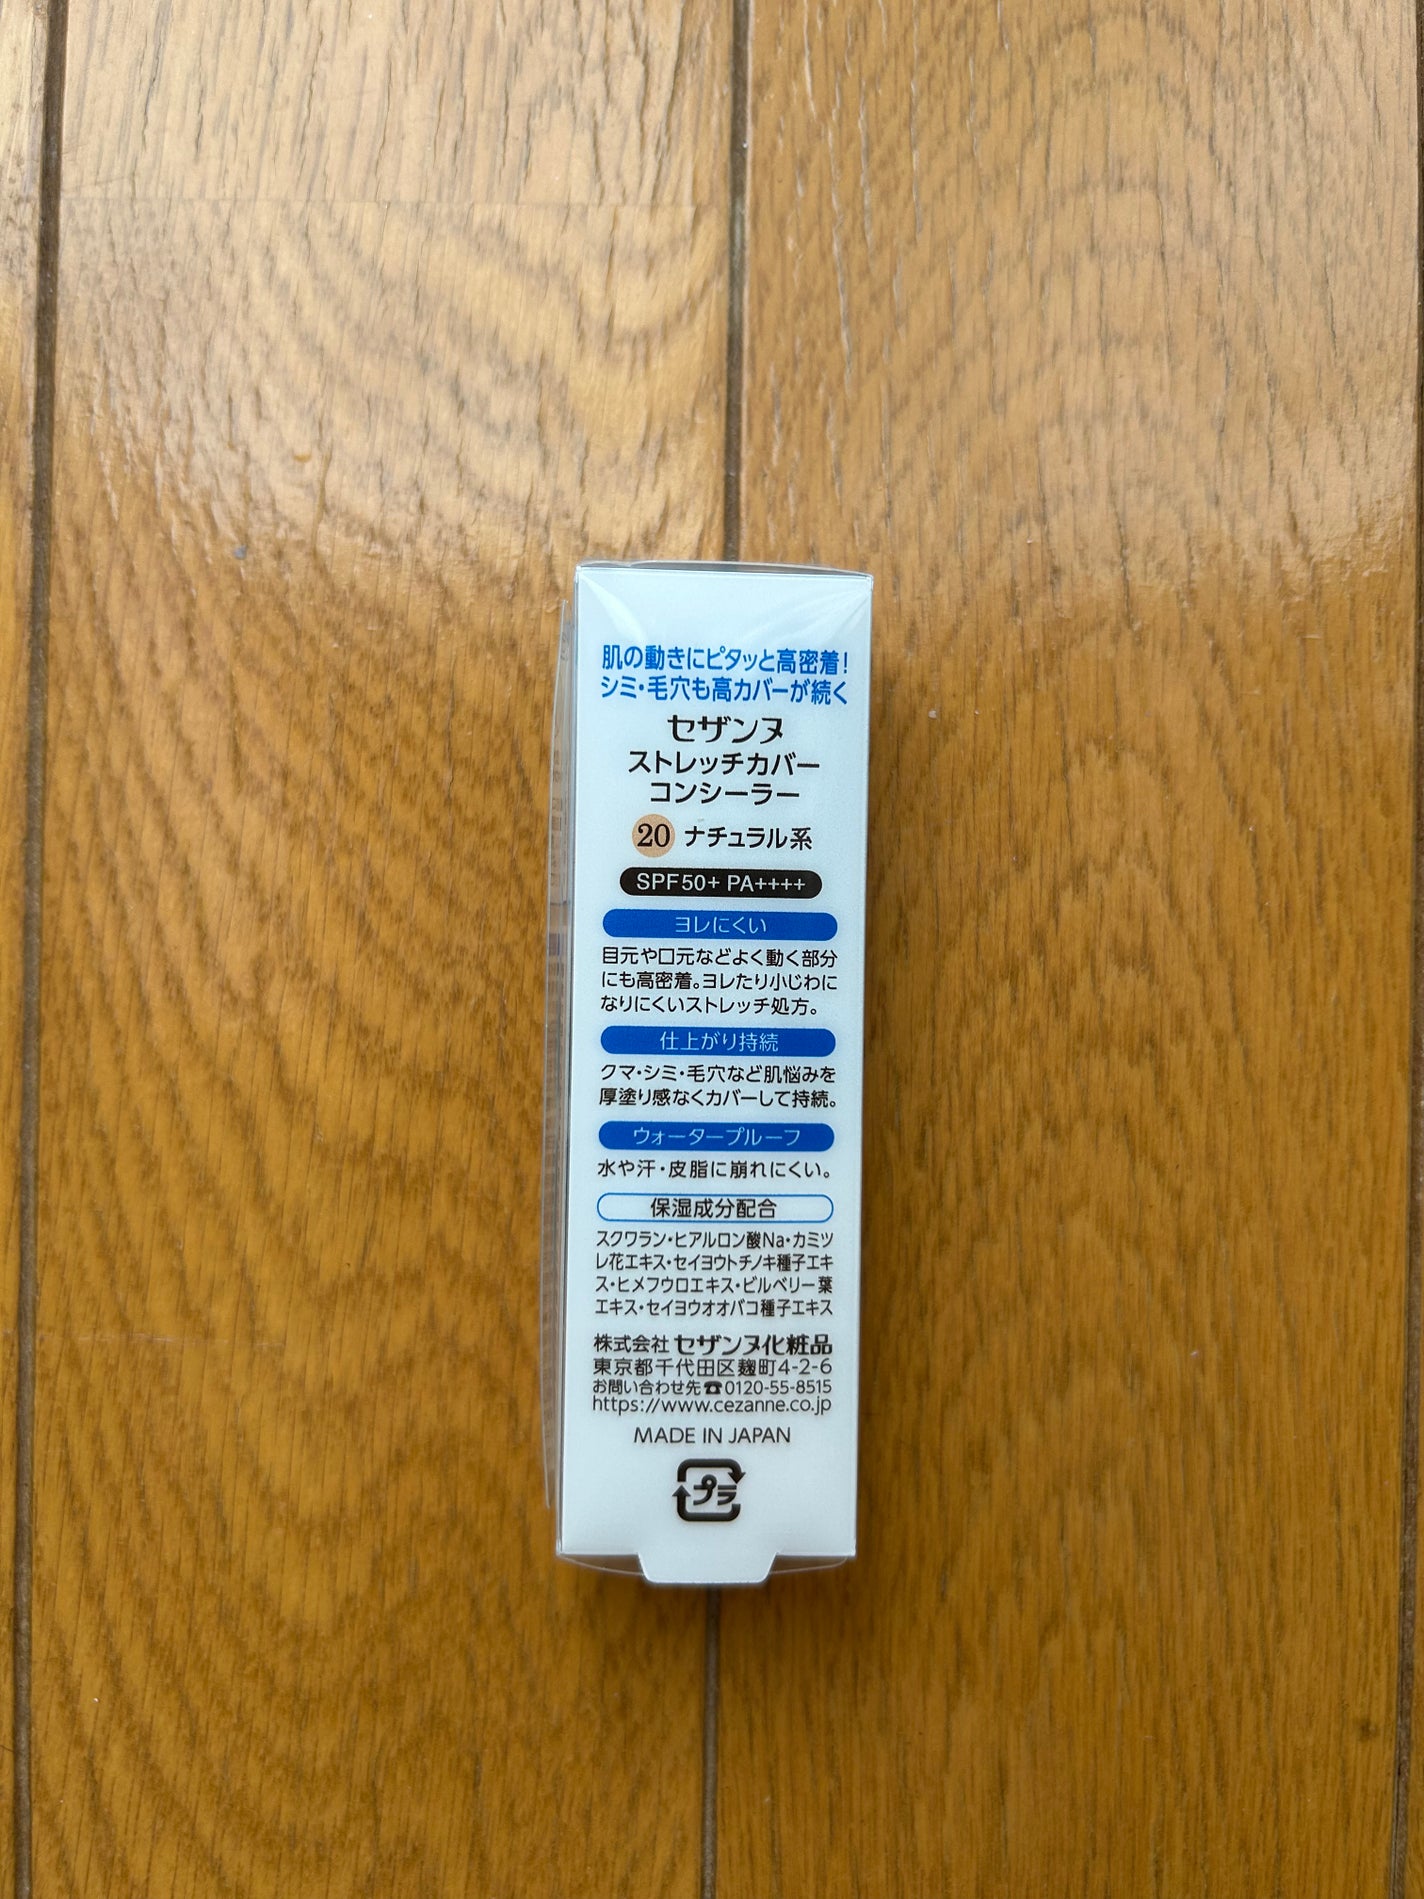 肌の動きにピタッと高密着!
シミ・毛穴も高カバーが続く
セザンヌ
ストレッチカバー
コンシーラー
20 ナチュラル系
SPF50+ PA++++
ヨレにくい
目元や口元などよく動く部分
にも高密着。ヨレたり小じわに
なりにくいストレッチ処方。
仕上がり持続
クマ・シミ・毛穴など肌悩みを
厚塗り感なくカバーして持続。
ウォータープルーフ
水や汗・皮脂に崩れにくい。
保湿成分配合
スクワラン・ヒアルロン酸Na・カミツ
レ花エキス・セイヨウトチノキ種子エキ
ス・ヒメフウロエキス・ビルベリー葉
エキス・セイヨウオオバコ種子エキス
株式会社 セザンヌ化粧品
東京都千代田区麹町4-2-6
お問い合わせ先☎0120-55-8515
https://www.cezanne.co.jp
MADE IN JAPAN
プラ